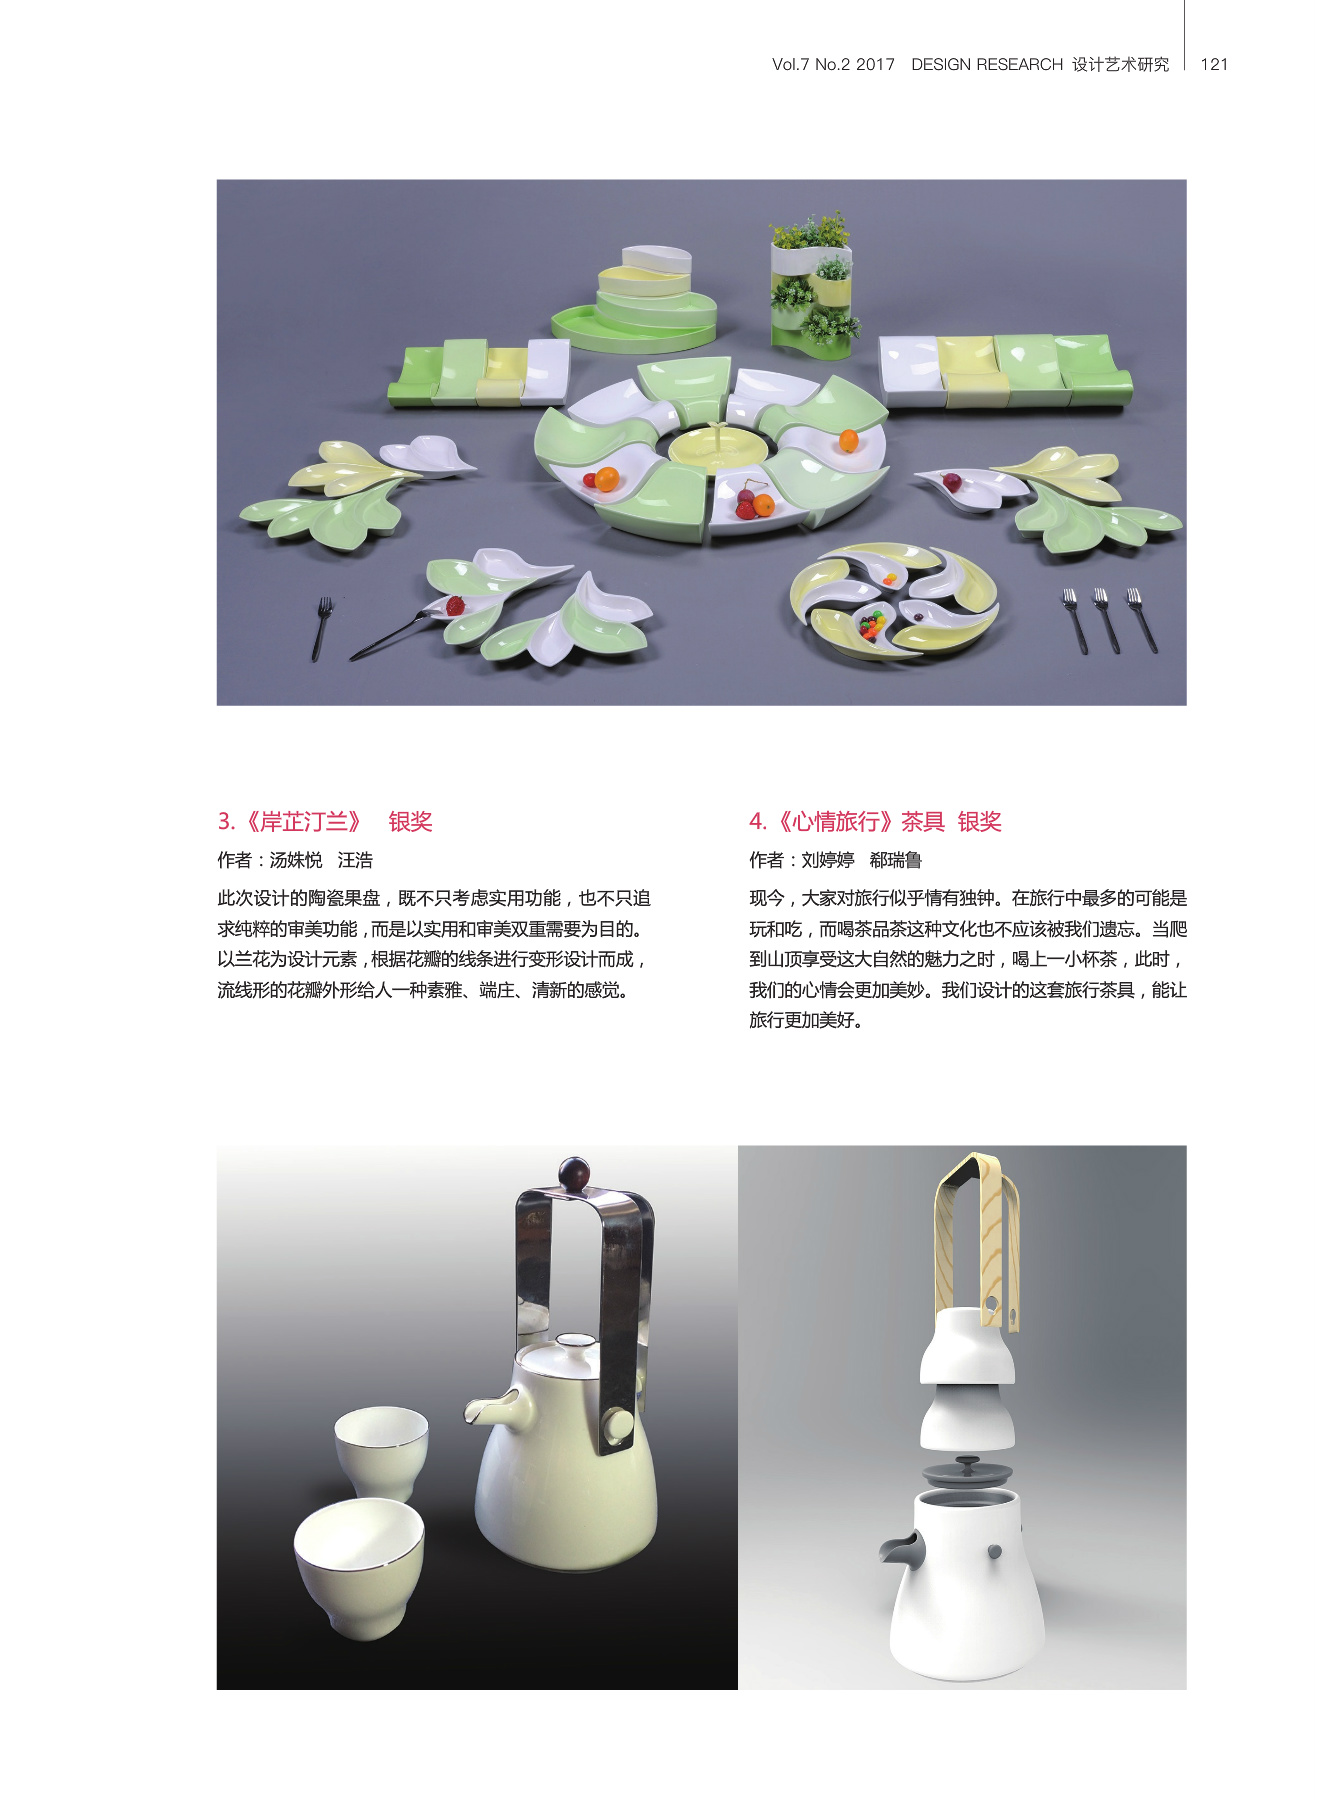 Vol.7 No.2 2017 DESIGN RESEARCH 设计艺术研究 121
3.《岸芷汀兰》 银奖
作者：汤姝悦 汪浩
此次设计的陶瓷果盘，既不只考虑实用功能，也不只追
求纯粹的审美功能，而是以实用和审美双重需要为目的。
以兰花为设计元素，根据花瓣的线条进行变形设计而成，
流线形的花瓣外形给人一种素雅、端庄、清新的感觉。
4.《心情旅行》茶具 银奖
作者：刘婷婷 郗瑞鲁
现今，大家对旅行似乎情有独钟。在旅行中最多的可能是
玩和吃，而喝茶品茶这种文化也不应该被我们遗忘。当爬
到山顶享受这大自然的魅力之时，喝上一小杯茶，此时，
我们的心情会更加美妙。我们设计的这套旅行茶具，能让
旅行更加美好。